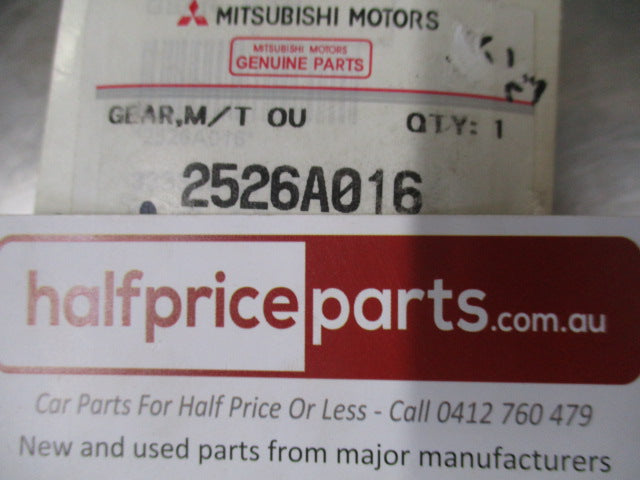 MITSUBISHI MOTORS
MITSUBISHI MOTORS
GENUINE PARTS
GEAR,M/T OU QTY: 1
2526A016
halfpriceparts.com.au
Car Parts For Half Price Or Less - Call 0412 760 479
New and used parts from major manufacturers